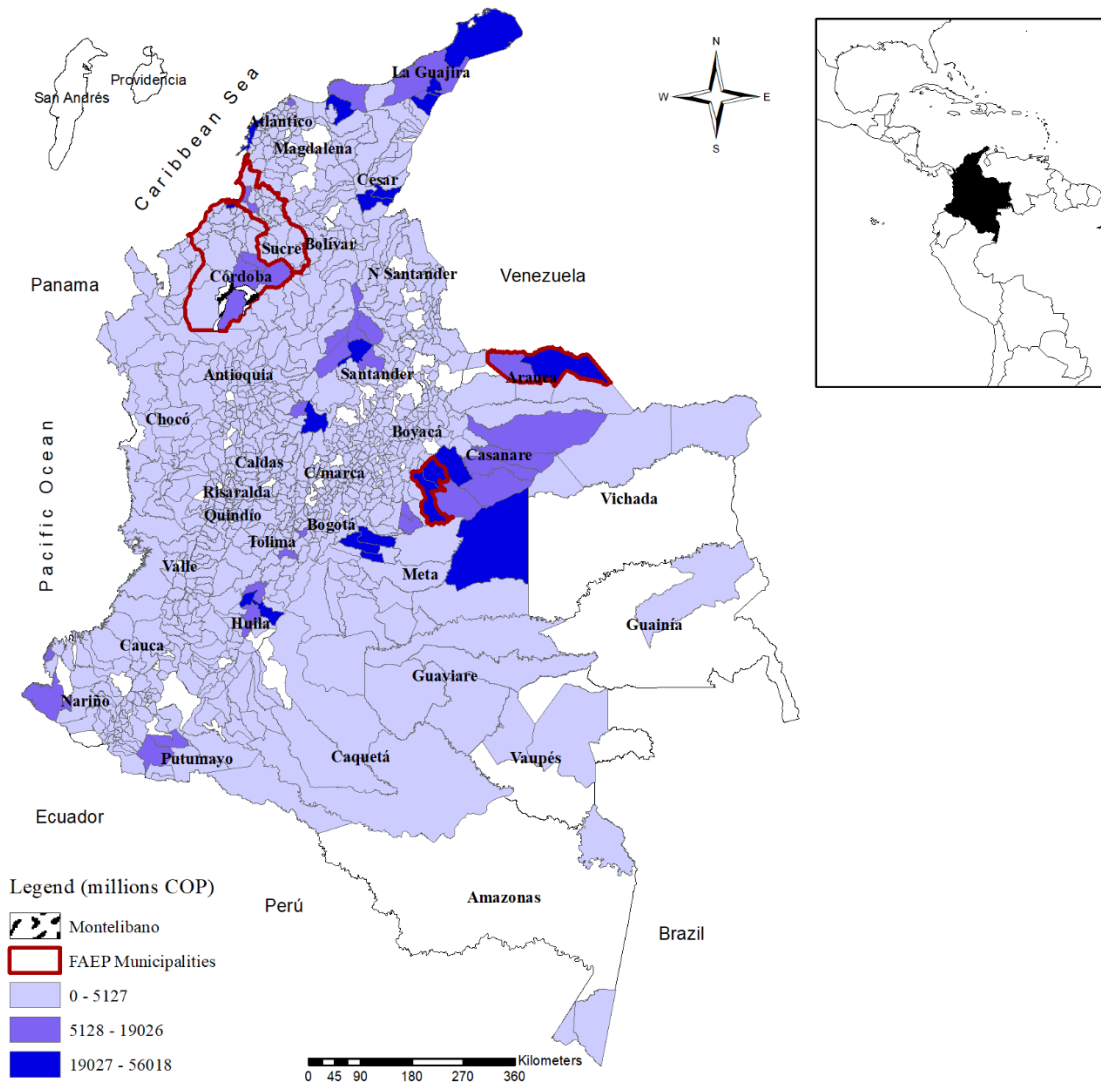 San Andrés
Providencia
Caribbean Sea
La Guajira
Atlántico
Magdalena
Cesar
N
W
E
S
Panama
Córdoba
Sucre
Bolívar
N Santander
Venezuela
Antioquia
Santander
Arauca
Chocó
Boyacá
Caldas
C/marca
Casanare
Risaralda
Quindío
Bogotá
Vichada
Tolima
Valle
Meta
Pacific Ocean
Huila
Guainía
Cauca
Guaviare
Nariño
Putumayo
Caquetá
Vaupés
Ecuador
Perú
Amazonas
Brazil
Legend (millions COP)
Montelibano
FAEP Municipalities
0 - 5127
5128 - 19026
19027 - 56018
Kilometers
0 45 90 180 270 360